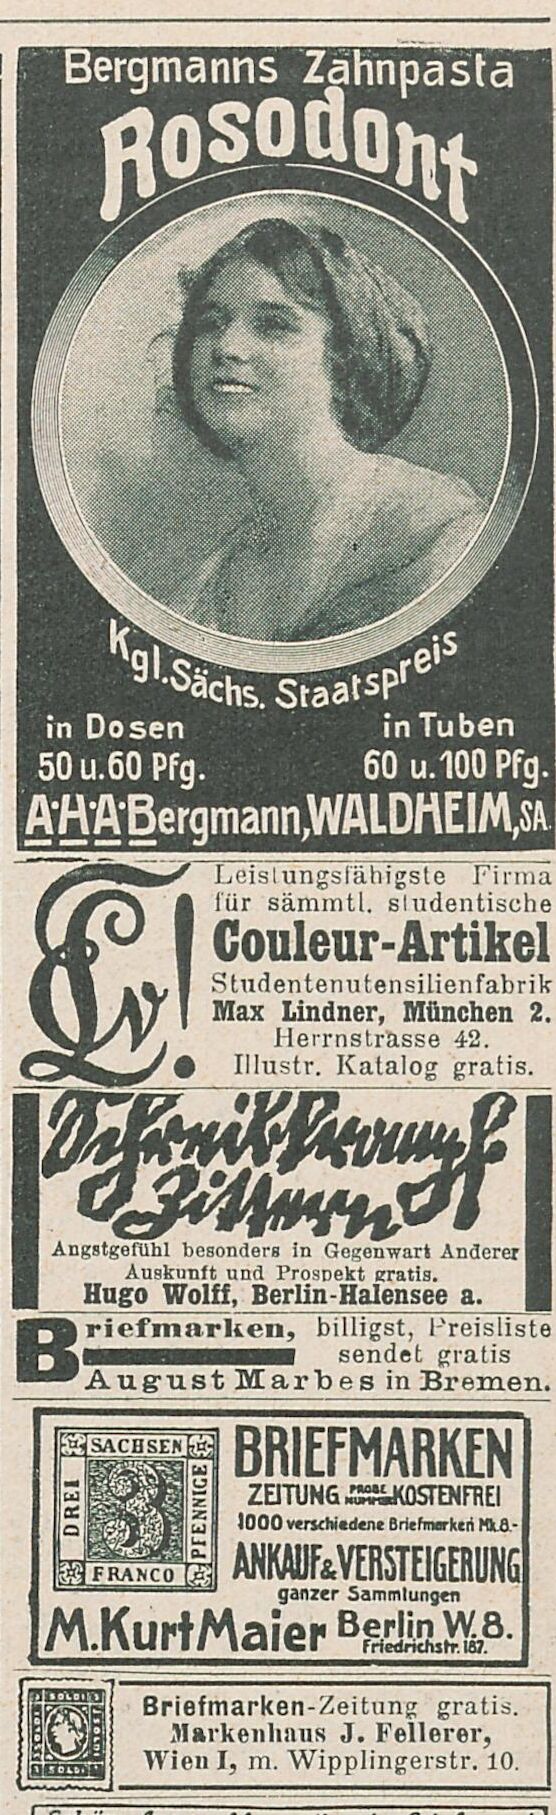 Bergmanns Zahnpasta
Rosodont
Kgl. Sächs. Staatspreis
in Dosen
50 u. 60 Pfg.
in Tuben
60 u. 100 Pfg.
A·H·A·Bergmann, WALDHEIM, SA.
Leistungsfähigste Firma
für sämmtl. studentische
Couleur-Artikel
Studentenutensilienfabrik
Max Lindner, München 2.
Herrnstrasse 42.
Illustr. Katalog gratis.
Schreibkrampf
Zittern
Angstgefühl besonders in Gegenwart Anderer
Auskunft und Prospekt gratis.
Hugo Wolff, Berlin-Halensee a.
Briefmarken, billigst, Preisliste
sendet gratis
August Marbes in Bremen.
SACHSEN
DREI
3
PFENNIGE
FRANCO
BRIEFMARKEN
ZEITUNG PROBE NUMMER KOSTENFREI
1000 verschiedene Briefmarken Mk. 8.-
ANKAUF & VERSTEIGERUNG
ganzer Sammlungen
M. Kurt Maier Berlin W. 8.
Friedrichstr. 187.
SOLDI
Briefmarken-Zeitung gratis.
Markenhaus J. Fellerer,
Wien I, m. Wipplingerstr. 10.